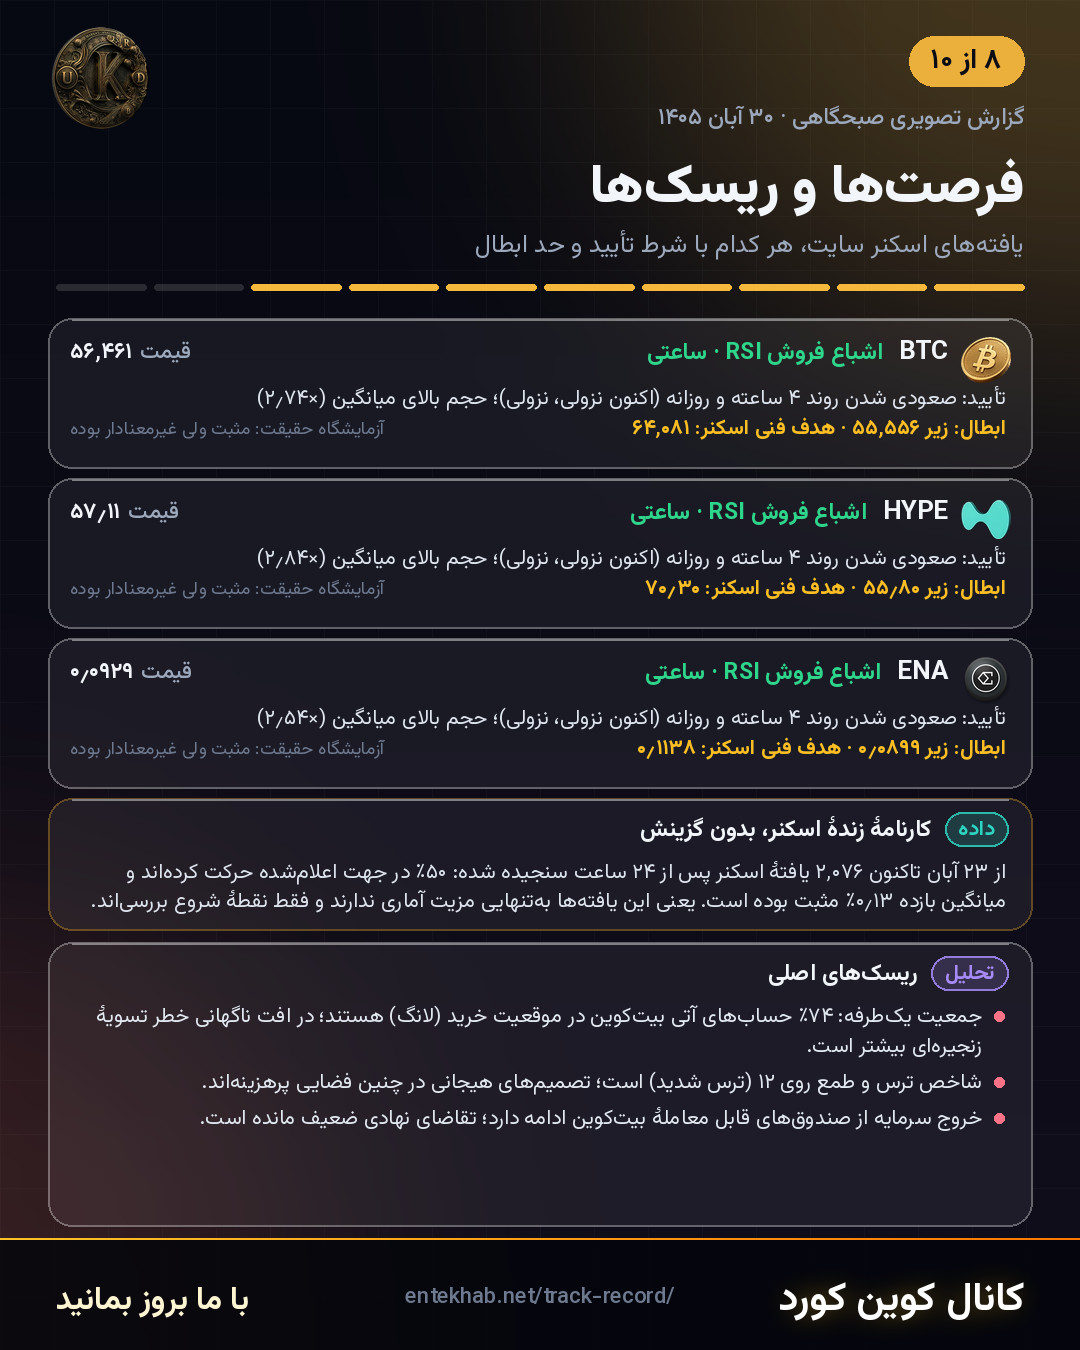 ۸ از ۱۰
گزارش تصویری صبحگاهی · ۳۰ آبان ۱۴۰۵
فرصت‌ها و ریسک‌ها
یافته‌های اسکنر سایت، هر کدام با شرط تأیید و حد ابطال
BTC اشباع فروش RSI · ساعتی قیمت ۵۶,۴۶۱
تأیید: صعودی شدن روند ۴ ساعته و روزانه (اکنون نزولی، نزولی)؛ حجم بالای میانگین (×۲٫۷۴)
ابطال: زیر ۵۵,۵۵۶ · هدف فنی اسکنر: ۶۴,۰۸۱ آزمایشگاه حقیقت: مثبت ولی غیرمعنادار بوده
HYPE اشباع فروش RSI · ساعتی قیمت ۵۷٫۱۱
تأیید: صعودی شدن روند ۴ ساعته و روزانه (اکنون نزولی، نزولی)؛ حجم بالای میانگین (×۲٫۸۴)
ابطال: زیر ۵۵٫۸۰ · هدف فنی اسکنر: ۷۰٫۳۰ آزمایشگاه حقیقت: مثبت ولی غیرمعنادار بوده
ENA اشباع فروش RSI · ساعتی قیمت ۰٫۰۹۲۹
تأیید: صعودی شدن روند ۴ ساعته و روزانه (اکنون نزولی، نزولی)؛ حجم بالای میانگین (×۲٫۵۴)
ابطال: زیر ۰٫۰۸۹۹ · هدف فنی اسکنر: ۰٫۱۱۳۸ آزمایشگاه حقیقت: مثبت ولی غیرمعنادار بوده
داده کارنامهٔ زندهٔ اسکنر، بدون گزینش
از ۲۳ آبان تاکنون ۲,۰۷۶ یافتهٔ اسکنر پس از ۲۴ ساعت سنجیده شده: ۵۰٪ در جهت اعلام‌شده حرکت کرده‌اند و
میانگین بازده ۰٫۱۳٪ مثبت بوده است. یعنی این یافته‌ها به‌تنهایی مزیت آماری ندارند و فقط نقطهٔ شروع بررسی‌اند.
تحلیل ریسک‌های اصلی
جمعیت یک‌طرفه: ۷۴٪ حساب‌های آتی بیت‌کوین در موقعیت خرید (لانگ) هستند؛ در افت ناگهانی خطر تسویهٔ
زنجیره‌ای بیشتر است.
شاخص ترس و طمع روی ۱۲ (ترس شدید) است؛ تصمیم‌های هیجانی در چنین فضایی پرهزینه‌اند.
خروج سرمایه از صندوق‌های قابل معاملهٔ بیت‌کوین ادامه دارد؛ تقاضای نهادی ضعیف مانده است.
کانال کوین کورد entekhab.net/track-record/ با ما بروز بمانید